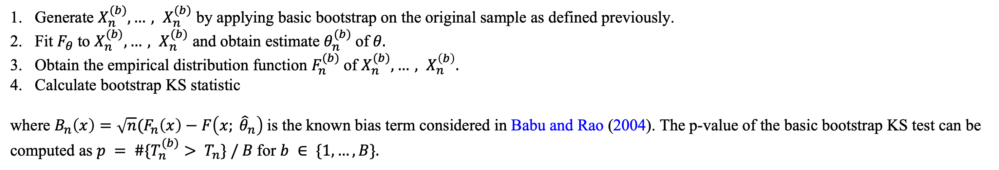 1. Generate $X_n^{(b)}, \ldots, X_n^{(b)}$ by applying basic bootstrap on the original sample as defined previously.
2. Fit $F_\theta$ to $X_n^{(b)}, \ldots, X_n^{(b)}$ and obtain estimate $\theta_n^{(b)}$ of $\theta$.
3. Obtain the empirical distribution function $F_n^{(b)}$ of $X_n^{(b)}, \ldots, X_n^{(b)}$.
4. Calculate bootstrap KS statistic
where $B_n(x) = \sqrt{n}(F_n(x) - F(x; \hat{\theta}_n)$ is the known bias term considered in Babu and Rao (2004). The p-value of the basic bootstrap KS test can be
computed as $p = \#\{T_n^{(b)} > T_n\} / B$ for $b \in \{1, \ldots, B\}$.